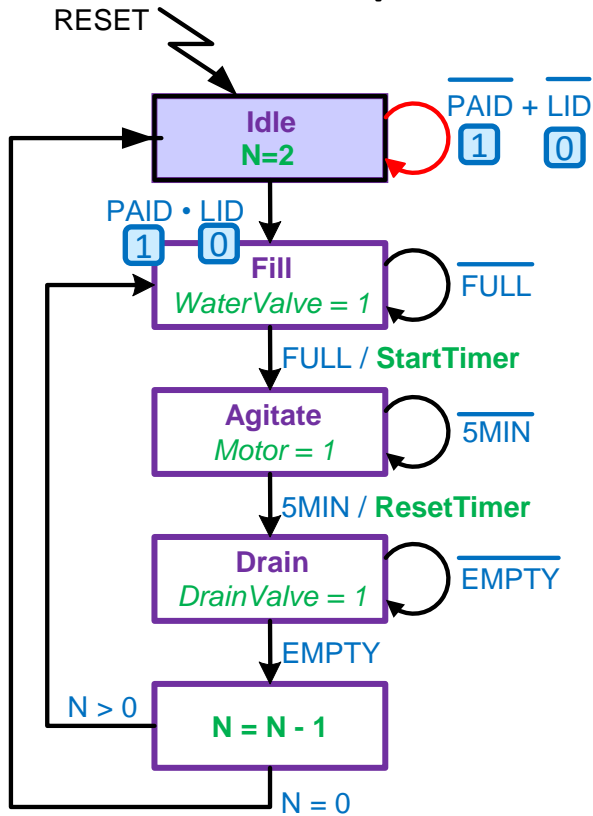 RESET
Idle
N=2
PAID + LID
1 0
PAID • LID
1 0
Fill
WaterValve = 1
FULL
FULL / StartTimer
Agitate
Motor = 1
5MIN
5MIN / ResetTimer
Drain
DrainValve = 1
EMPTY
EMPTY
N > 0
N = N - 1
N = 0